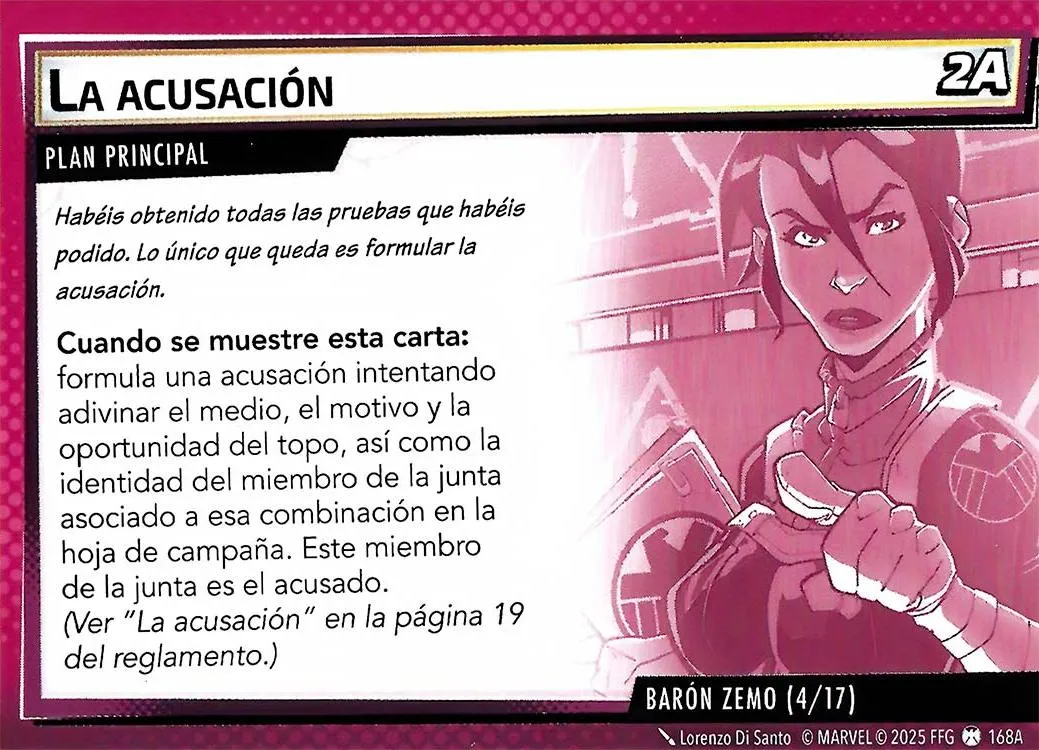 LA ACUSACIÓN
2A
PLAN PRINCIPAL
Habéis obtenido todas las pruebas que habéis
podido. Lo único que queda es formular la
acusación.
Cuando se muestre esta carta:
formula una acusación intentando
adivinar el medio, el motivo y la
oportunidad del topo, así como la
identidad del miembro de la junta
asociado a esa combinación en la
hoja de campaña. Este miembro
de la junta es el acusado.
(Ver "La acusación" en la página 19
del reglamento.)
BARÓN ZEMO (4/17)
Lorenzo Di Santo © MARVEL © 2025 FFG 168A